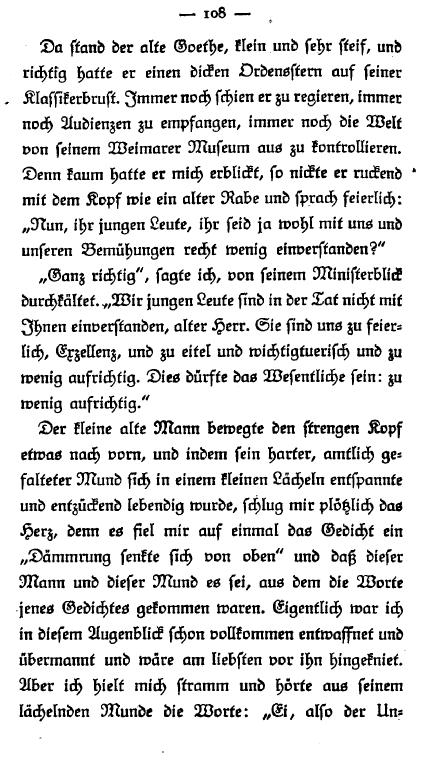 — 108 —
Da stand der alte Goethe, klein und sehr steif, und
richtig hatte er einen dicken Ordensstern auf seiner
Klassikerbrust. Immer noch schien er zu regieren, immer
noch Audienzen zu empfangen, immer noch die Welt
von seinem Weimarer Museum aus zu kontrollieren.
Denn kaum hatte er mich erblickt, so nickte er ruckend
mit dem Kopf wie ein alter Rabe und sprach feierlich:
„Nun, ihr jungen Leute, ihr seid ja wohl mit uns und
unseren Bemühungen recht wenig einverstanden?“
„Ganz richtig“, sagte ich, von seinem Ministerblick
durchkältet. „Wir jungen Leute sind in der Tat nicht mit
Ihnen einverstanden, alter Herr. Sie sind uns zu feier-
lich, Exzellenz, und zu eitel und wichtigtuerisch und zu
wenig aufrichtig. Dies dürfte das Wesentliche sein: zu
wenig aufrichtig.“
Der kleine alte Mann bewegte den strengen Kopf
etwas nach vorn, und indem sein harter, amtlich ge-
falteter Mund sich in einem kleinen Lächeln entspannte
und entzückend lebendig wurde, schlug mir plötzlich das
Herz, denn es fiel mir auf einmal das Gedicht ein
„Dämmrung senkte sich von oben“ und daß dieser
Mann und dieser Mund es sei, aus dem die Worte
jenes Gedichtes gekommen waren. Eigentlich war ich
in diesem Augenblick schon vollkommen entwaffnet und
übermannt und wäre am liebsten vor ihn hingekniet.
Aber ich hielt mich stramm und hörte aus seinem
lächelnden Munde die Worte: „Ei, also der Un-